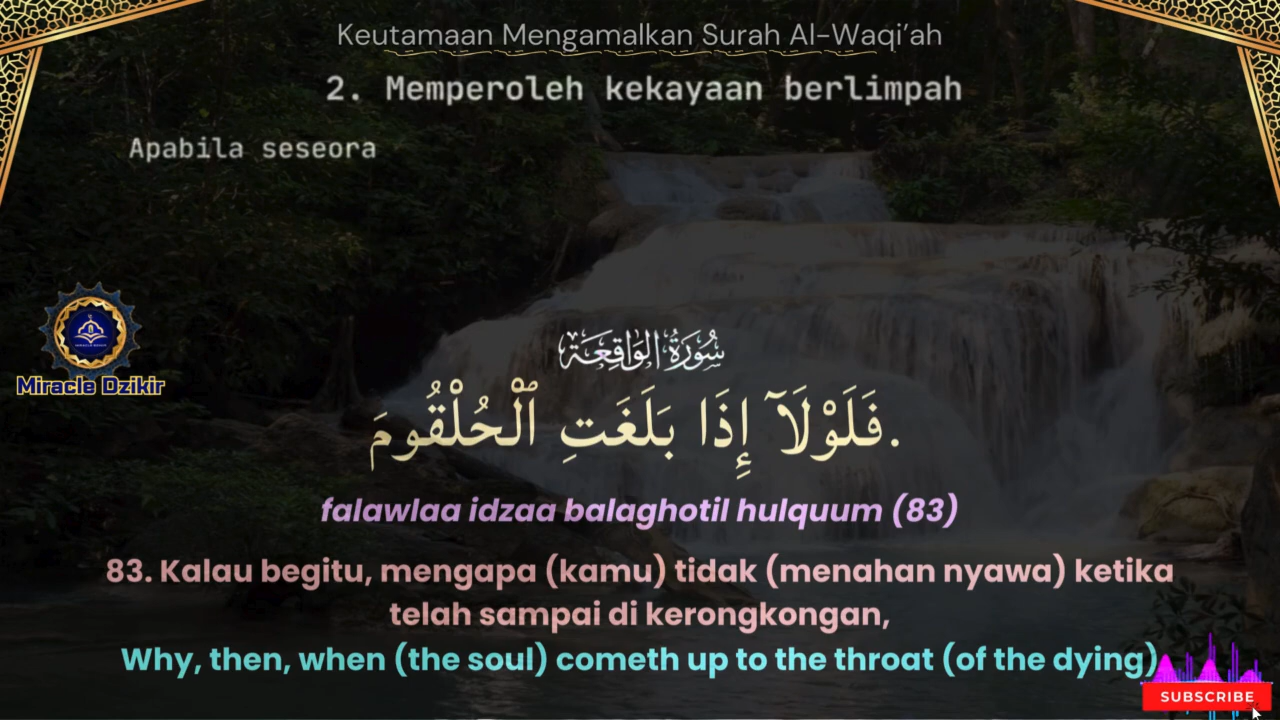 Keutamaan Mengamalkan Surah Al-Waqi’ah
2. Memperoleh kekayaan berlimpah
Apabila seseora
Miracle Dzikir
سُورَةُ الوَاقِعَة
.فَلَوْلَآ إِذَا بَلَغَتِ ٱلْحُلْقُومَ
falawlaa idzaa balaghotil hulquum (83)
83. Kalau begitu, mengapa (kamu) tidak (menahan nyawa) ketika
telah sampai di kerongkongan,
Why, then, when (the soul) cometh up to the throat (of the dying)
SUBSCRIBE